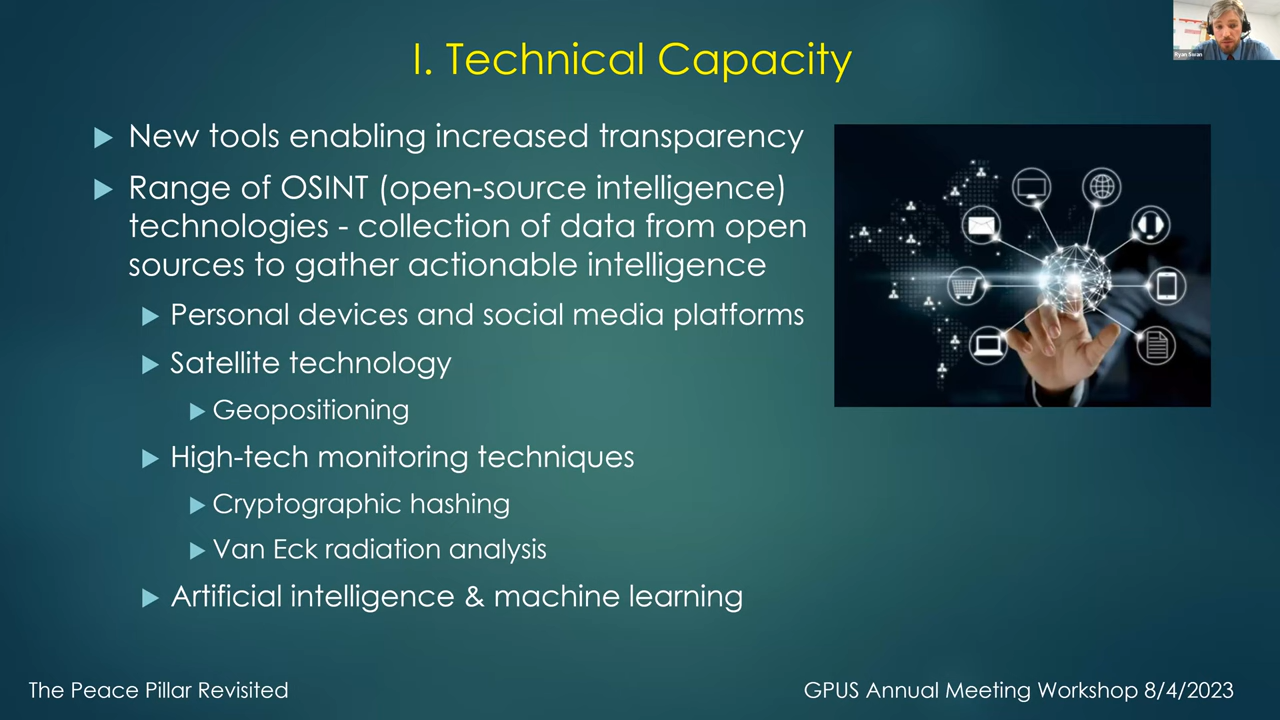 I. Technical Capacity
New tools enabling increased transparency
Range of OSINT (open-source intelligence)
technologies - collection of data from open
sources to gather actionable intelligence
Personal devices and social media platforms
Satellite technology
Geopositioning
High-tech monitoring techniques
Cryptographic hashing
Van Eck radiation analysis
Artificial intelligence & machine learning
The Peace Pillar Revisited
GPUS Annual Meeting Workshop 8/4/2023
Ryan Swan